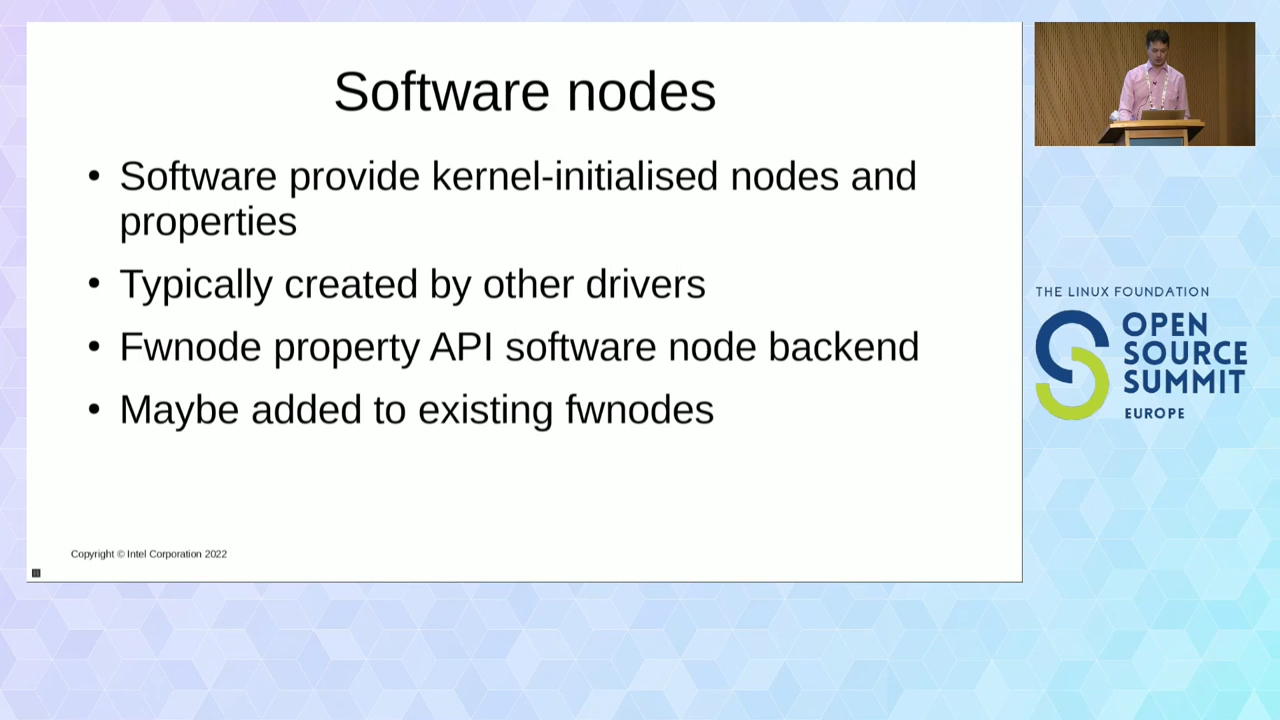 Software nodes
• Software provide kernel-initialised nodes and
properties
• Typically created by other drivers
• Fwnode property API software node backend
• Maybe added to existing fwnodes
Copyright © Intel Corporation 2022
THE LINUX FOUNDATION
OPEN
SOURCE
SUMMIT
EUROPE